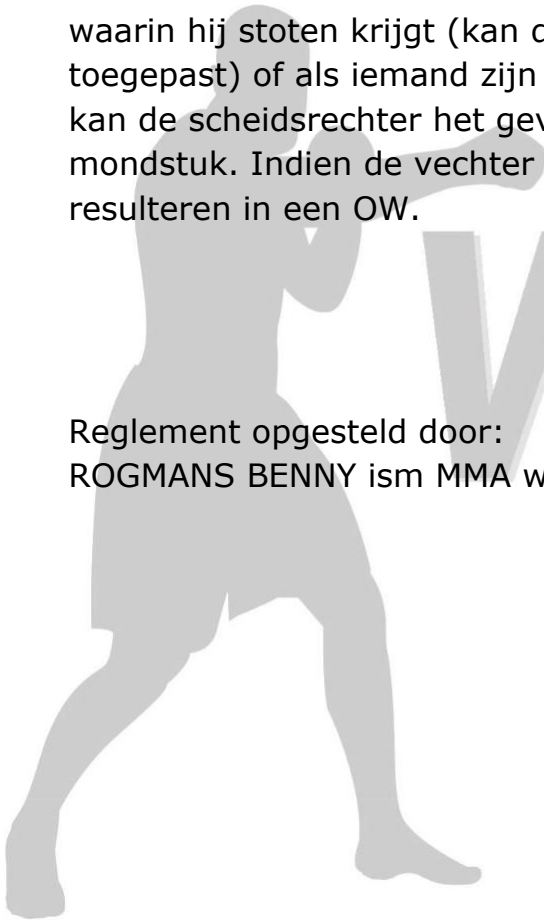 waarin hij stoten krijgt (kan
toegepast) of als iemand zijn
kan de scheidsrechter het
mondstuk. Indien de vechter
resulteren in een OW.
Reglement opgesteld door:
ROGMANS BENNY ism MMA